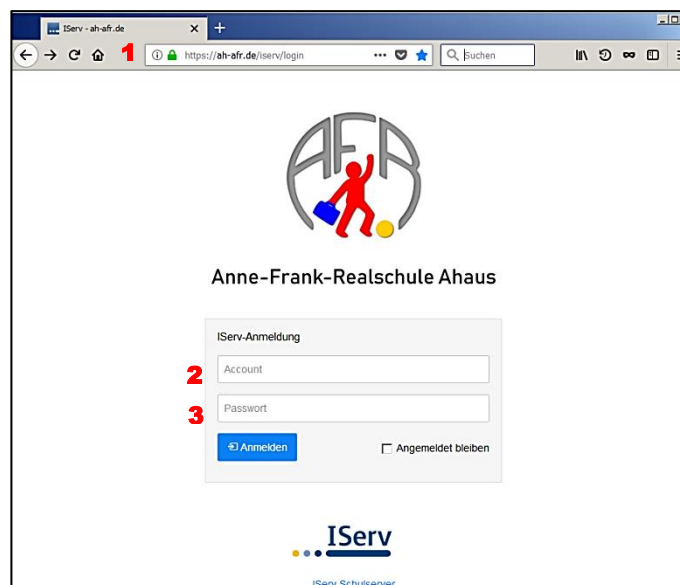 IServ - ah-afr.de
1
https://ah-afr.de/iserv/login
Suchen
AFR
Anne-Frank-Realschule Ahaus
IServ-Anmeldung
2
Account
3
Passwort
Anmelden
Angemeldet bleiben
IServ
IServ Schulserver